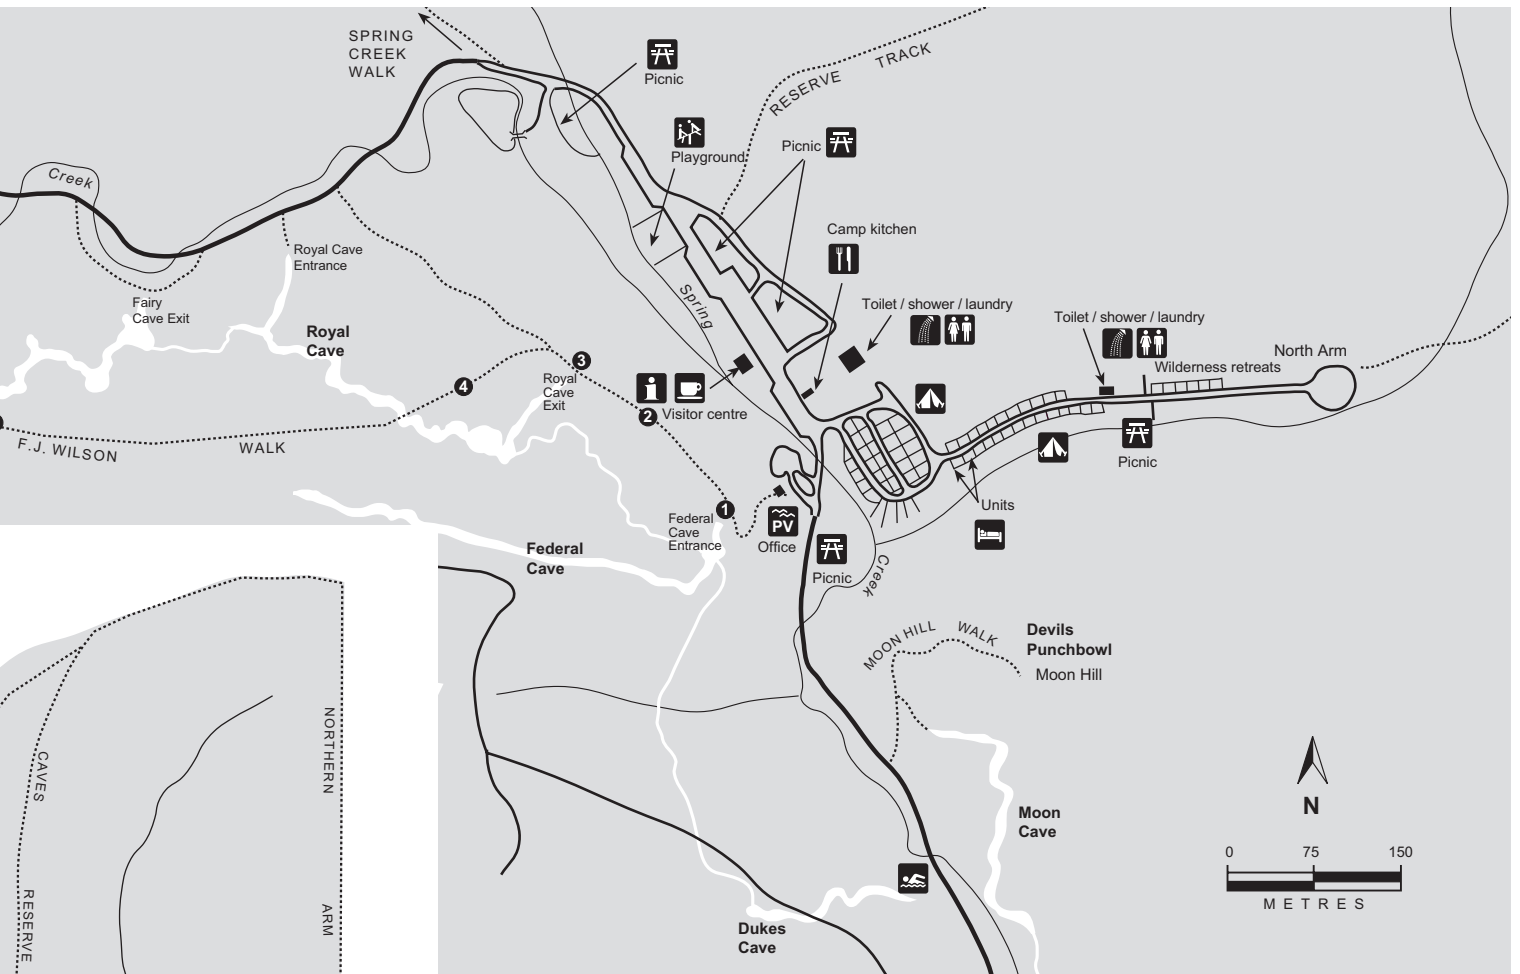 SPRING
CREEK
WALK
Picnic
RESERVE TRACK
Playground
Picnic
Creek
Camp kitchen
Royal Cave
Entrance
Fairy
Cave Exit
Spring
Toilet / shower / laundry
Toilet / shower / laundry
Royal
Cave
North Arm
Wilderness retreats
3
4
Royal
Cave
Exit
2
Visitor centre
F.J. WILSON WALK
Picnic
1
Units
Federal
Cave
Entrance
PV
Office
Federal
Cave
Picnic
Creek
MOON HILL WALK
Devils
Punchbowl
Moon Hill
NORTHERN ARM
CAVES
RESERVE
Moon
Cave
N
0 75 150
METRES
Dukes
Cave